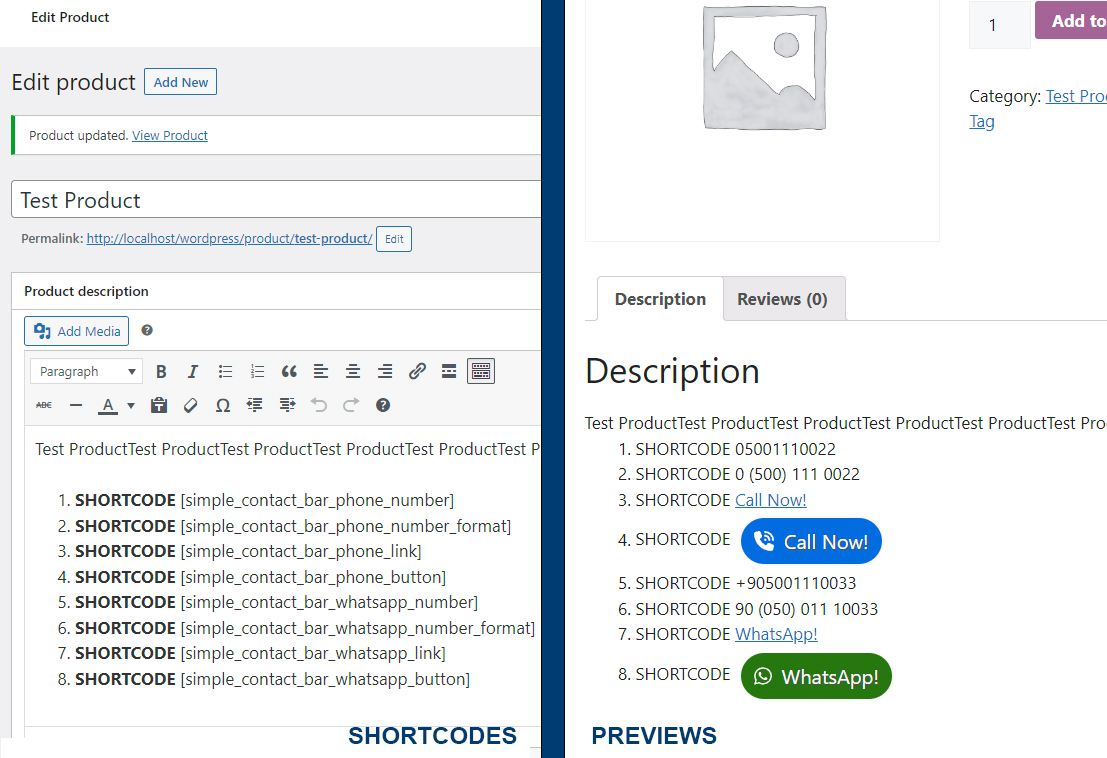 Edit Product
Edit product Add New
Product updated. View Product
Test Product
Permalink: http://localhost/wordpress/product/test-product/ Edit
Product description
Add Media
Paragraph
B I
ABC A Ω
Test ProductTest ProductTest ProductTest ProductTest ProductTest P
1. SHORTCODE [simple_contact_bar_phone_number]
2. SHORTCODE [simple_contact_bar_phone_number_format]
3. SHORTCODE [simple_contact_bar_phone_link]
4. SHORTCODE [simple_contact_bar_phone_button]
5. SHORTCODE [simple_contact_bar_whatsapp_number]
6. SHORTCODE [simple_contact_bar_whatsapp_number_format]
7. SHORTCODE [simple_contact_bar_whatsapp_link]
8. SHORTCODE [simple_contact_bar_whatsapp_button]
SHORTCODES
1 Add to
Category: Test Pro
Tag
Description Reviews (0)
Description
Test ProductTest ProductTest ProductTest ProductTest ProductTest Pro
1. SHORTCODE 05001110022
2. SHORTCODE 0 (500) 111 0022
3. SHORTCODE Call Now!
4. SHORTCODE Call Now!
5. SHORTCODE +905001110033
6. SHORTCODE 90 (050) 011 10033
7. SHORTCODE WhatsApp!
8. SHORTCODE WhatsApp!
PREVIEWS